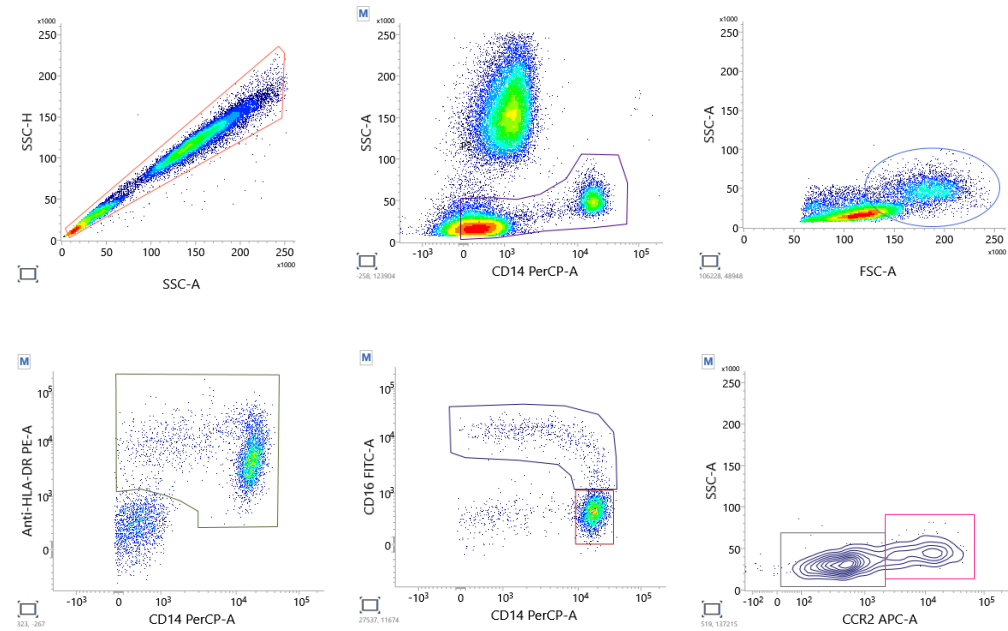 x1000
250
200
150
100
50
0
SSC-H
0 50 100 150 200 250
x1000
SSC-A
M
x1000
250
200
150
100
50
0
SSC-A
-10³ 0 10³ 10⁴ 10⁵
CD14 PerCP-A
-258, 123904
x1000
250
200
150
100
50
0
SSC-A
0 50 100 150 200 250
x1000
FSC-A
106228, 48948
M
10⁵
10⁴
10³
0
Anti-HLA-DR PE-A
-10³ 0 10³ 10⁴ 10⁵
CD14 PerCP-A
323, -267
M
10⁵
10⁴
10³
0
CD16 FITC-A
-10³ 0 10³ 10⁴ 10⁵
CD14 PerCP-A
27537, 11674
M
x1000
250
200
150
100
50
0
SSC-A
-10² 0 10² 10³ 10⁴ 10⁵
CCR2 APC-A
519, 137215